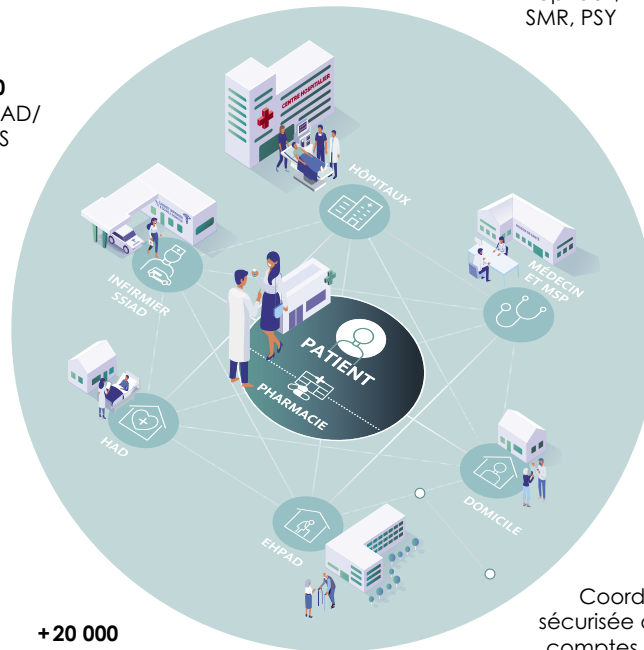 SMR, PSY
0
AD/
S
CENTRE HOSPITALIER
HÔPITAUX
MÉDECIN
ET MSP
INFIRMIER
SSIAD
PATIENT
PHARMACIE
HAD
DOMICILE
EHPAD
Coord
sécurisée
comptes
+20 000